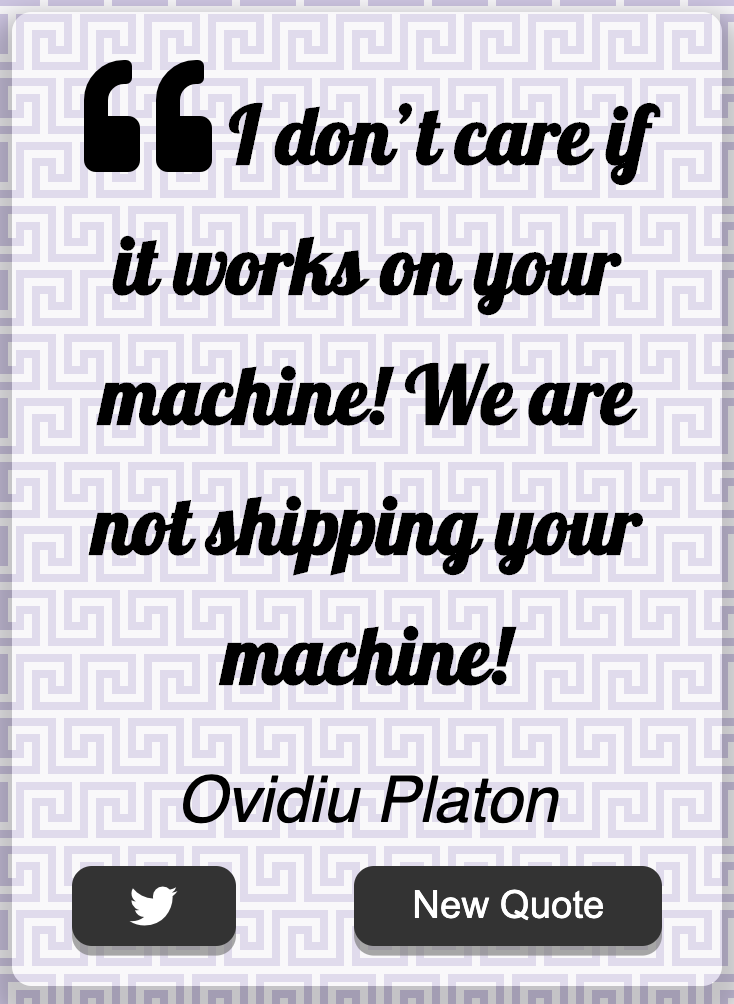 “ I don’t care if
it works on your
machine! We are
not shipping your
machine!
Ovidiu Platon
New Quote